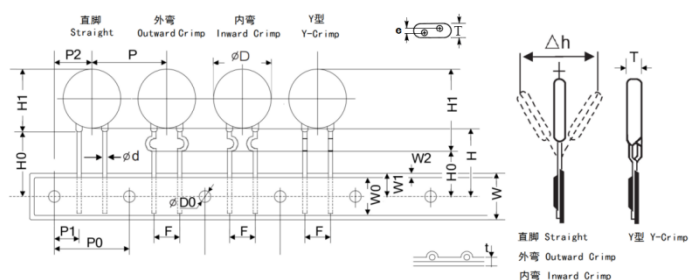 直脚 外弯 内弯 Y型
Straight Outward Crimp Inward Crimp Y-Crimp
e T
P2 P ØD
△h T
H1 H1
Ød
H0 H0 H
W2
W1
W0 W
ØD0
P1 F F F
P0
t
直脚 Straight Y型 Y-Crimp
外弯 Outward Crimp
内弯 Inward Crimp